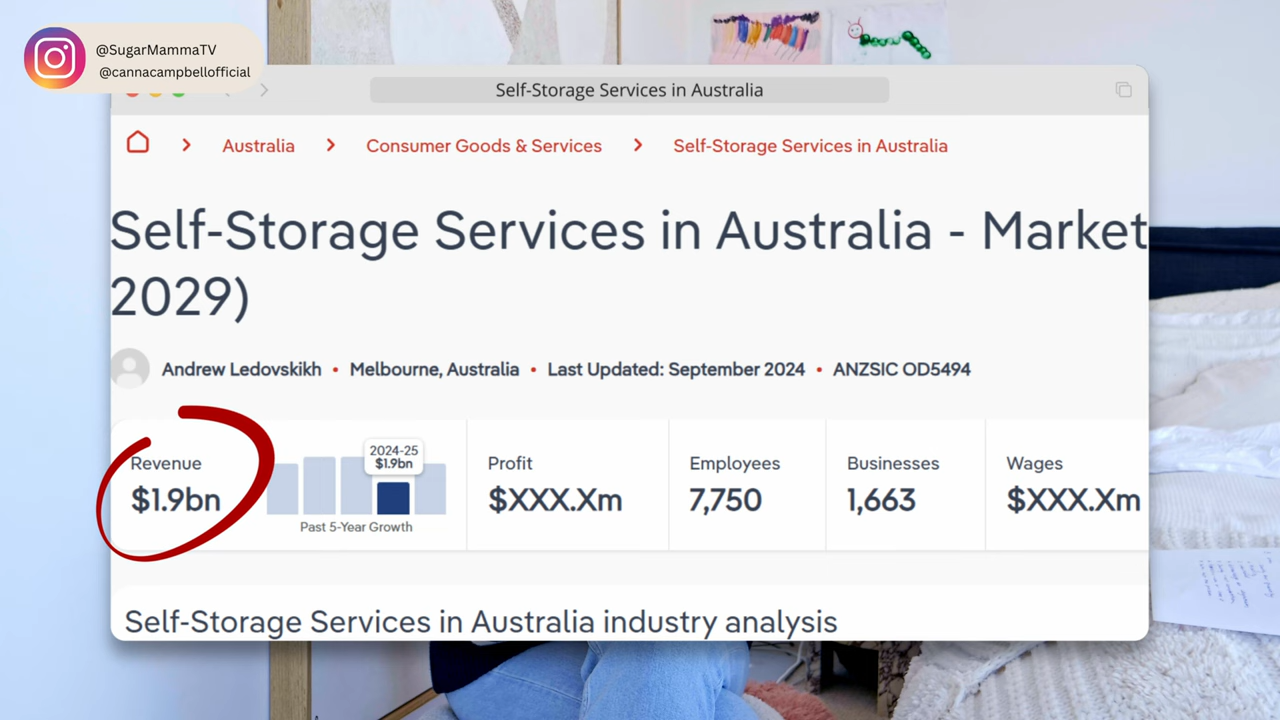 @SugarMammaTV
@cannacampbellofficial
Self-Storage Services in Australia
Australia
Consumer Goods & Services
Self-Storage Services in Australia
Self-Storage Services in Australia - Market
2029)
Andrew Ledovskikh • Melbourne, Australia • Last Updated: September 2024 • ANZSIC OD5494
Revenue
$1.9bn
2024-25
$1.9bn
Past 5-Year Growth
Profit
$XXX.Xm
Employees
7,750
Businesses
1,663
Wages
$XXX.Xm
Self-Storage Services in Australia industry analysis